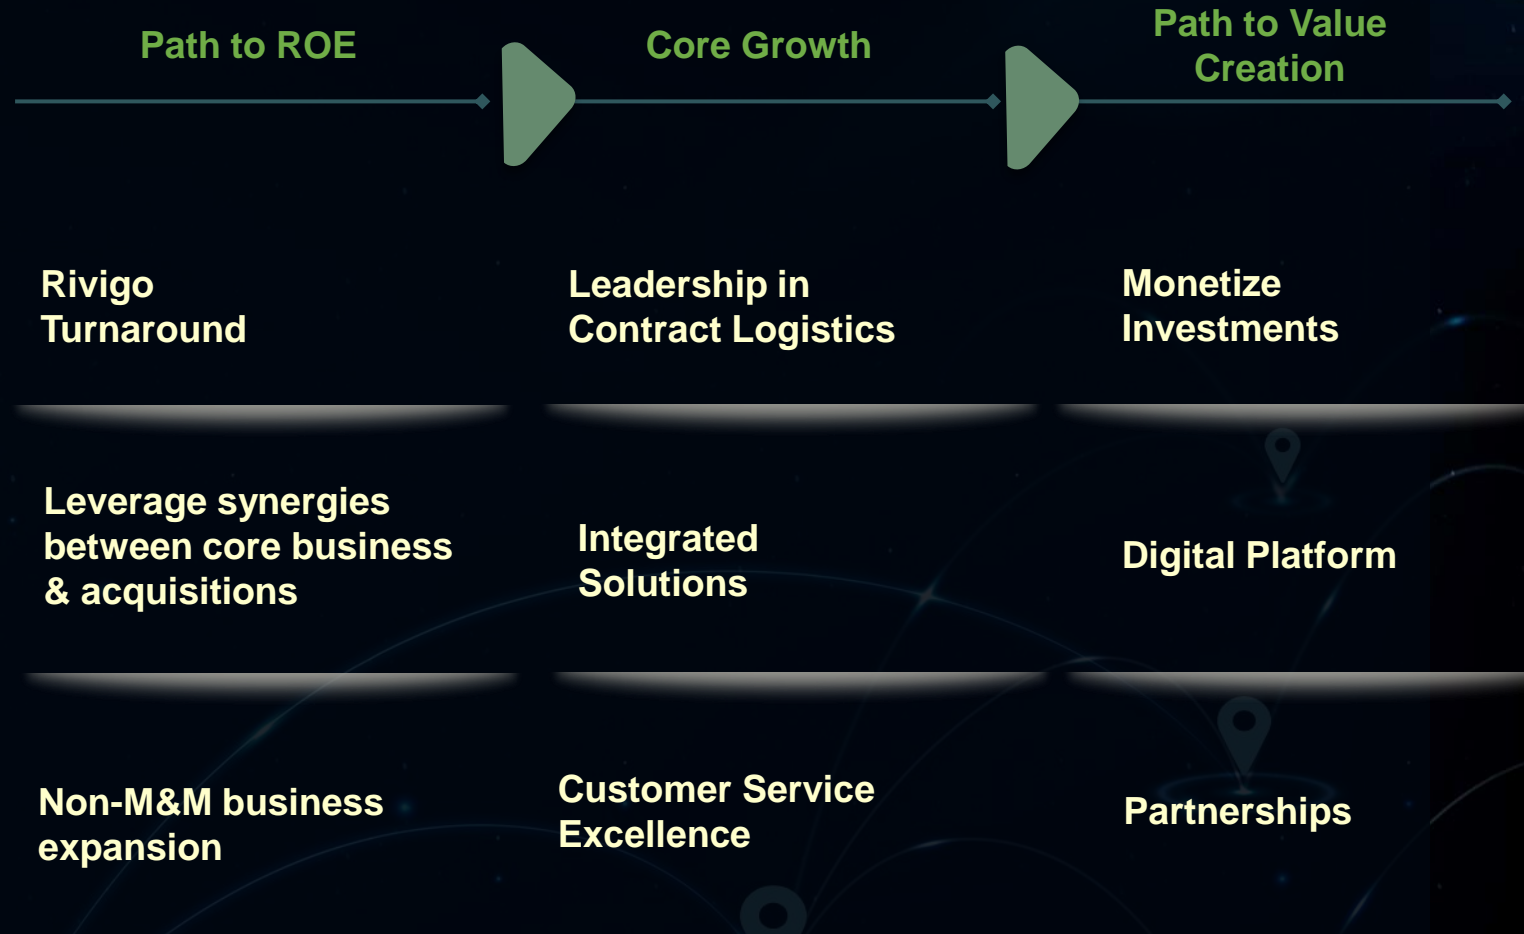 Path to ROE
Core Growth
Path to Value
Creation
Rivigo
Turnaround
Leadership in
Contract Logistics
Monetize
Investments
Leverage synergies
between core business
& acquisitions
Integrated
Solutions
Digital Platform
Non-M&M business
expansion
Customer Service
Excellence
Partnerships